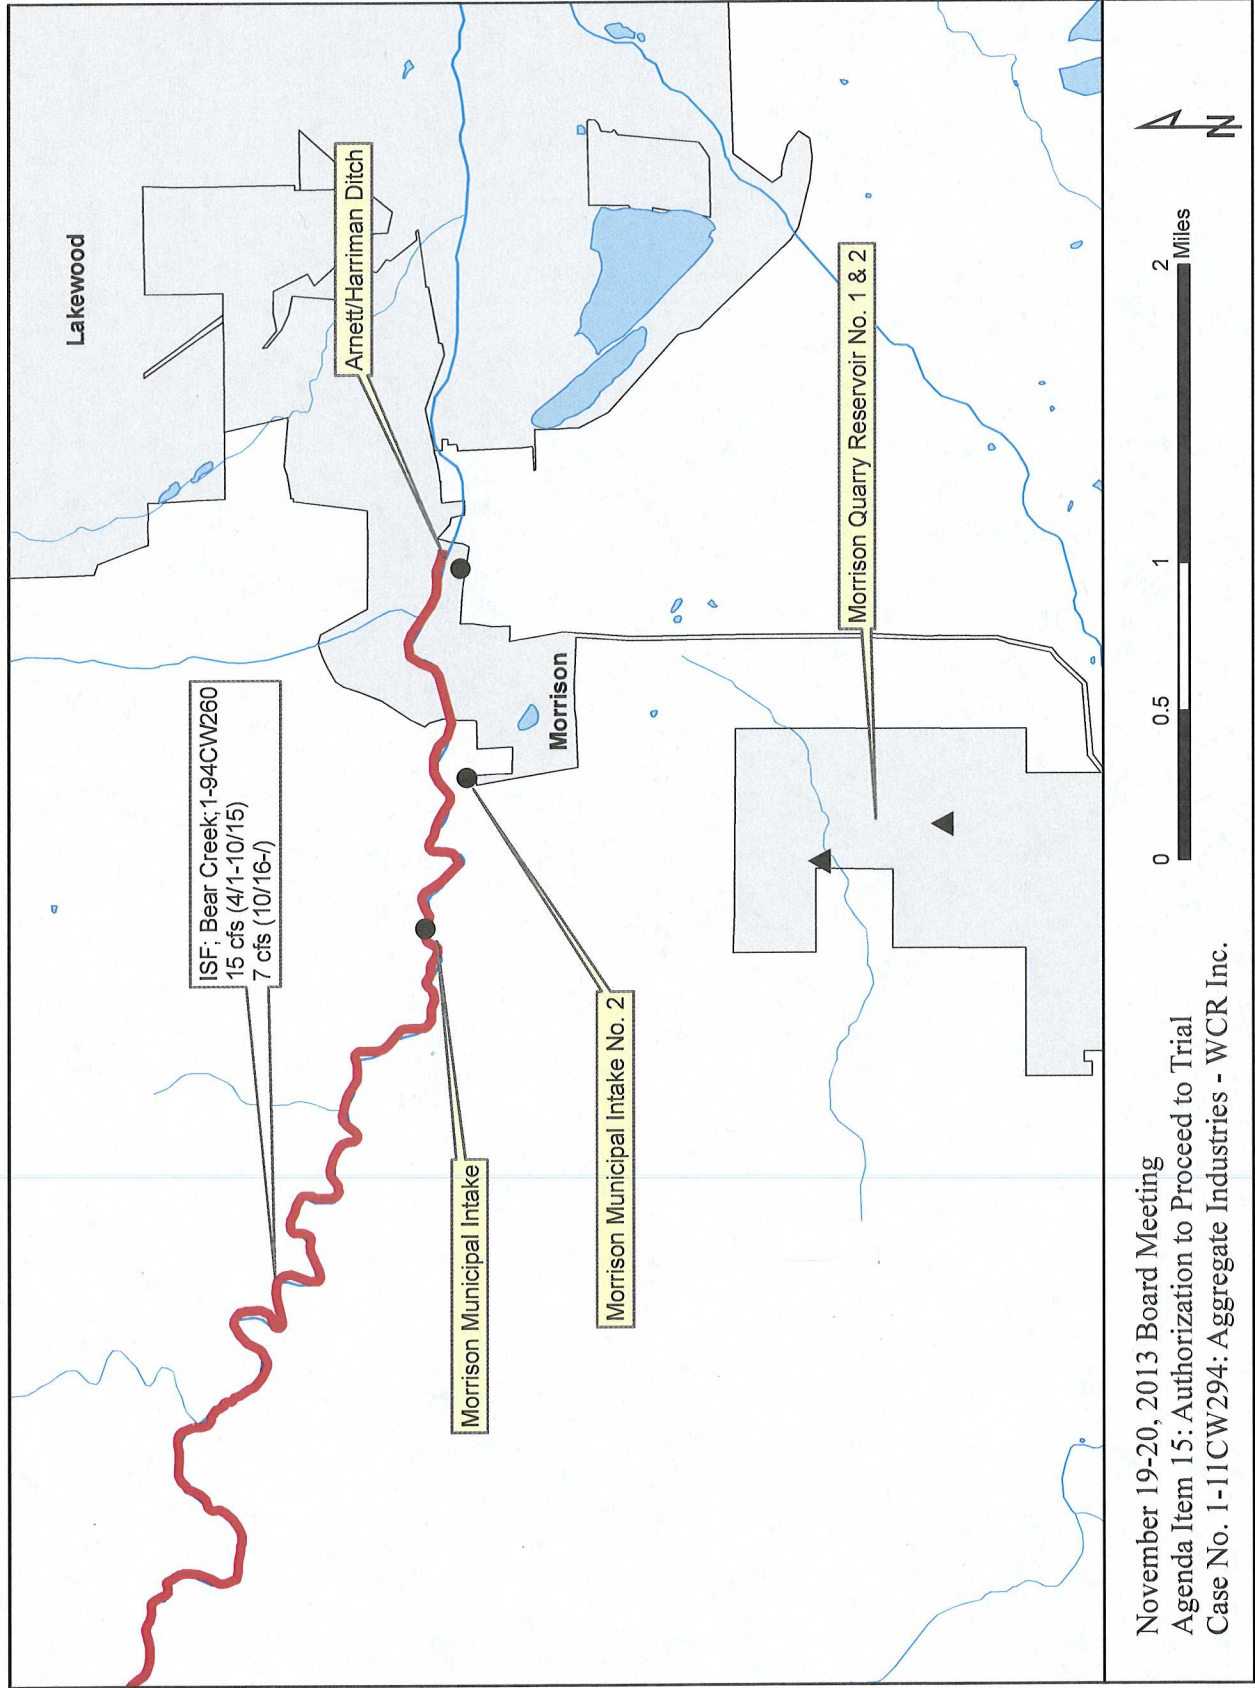 Lakewood
Arnett/Harriman Ditch
ISF; Bear Creek;1-94CW260
15 cfs (4/1-10/15)
7 cfs (10/16-/)
Morrison
Morrison Municipal Intake
Morrison Municipal Intake No. 2
Morrison Quarry Reservoir No. 1 & 2
November 19-20, 2013 Board Meeting
Agenda Item 15: Authorization to Proceed to Trial
Case No. 1-11CW294: Aggregate Industries - WCR Inc.
0 0.5 1 2
Miles
N